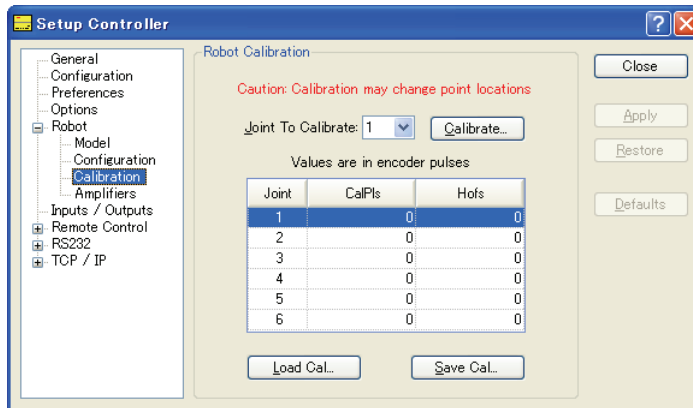 Setup Controller
General
Configuration
Preferences
Options
Robot
Model
Configuration
Calibration
Amplifiers
Inputs / Outputs
Remote Control
RS232
TCP / IP
Robot Calibration
Caution: Calibration may change point locations
Joint To Calibrate: 1 Calibrate...
Values are in encoder pulses
Joint CalPls Hofs
1 0 0
2 0 0
3 0 0
4 0 0
5 0 0
6 0 0
Load Cal... Save Cal...
Close
Apply
Restore
Defaults